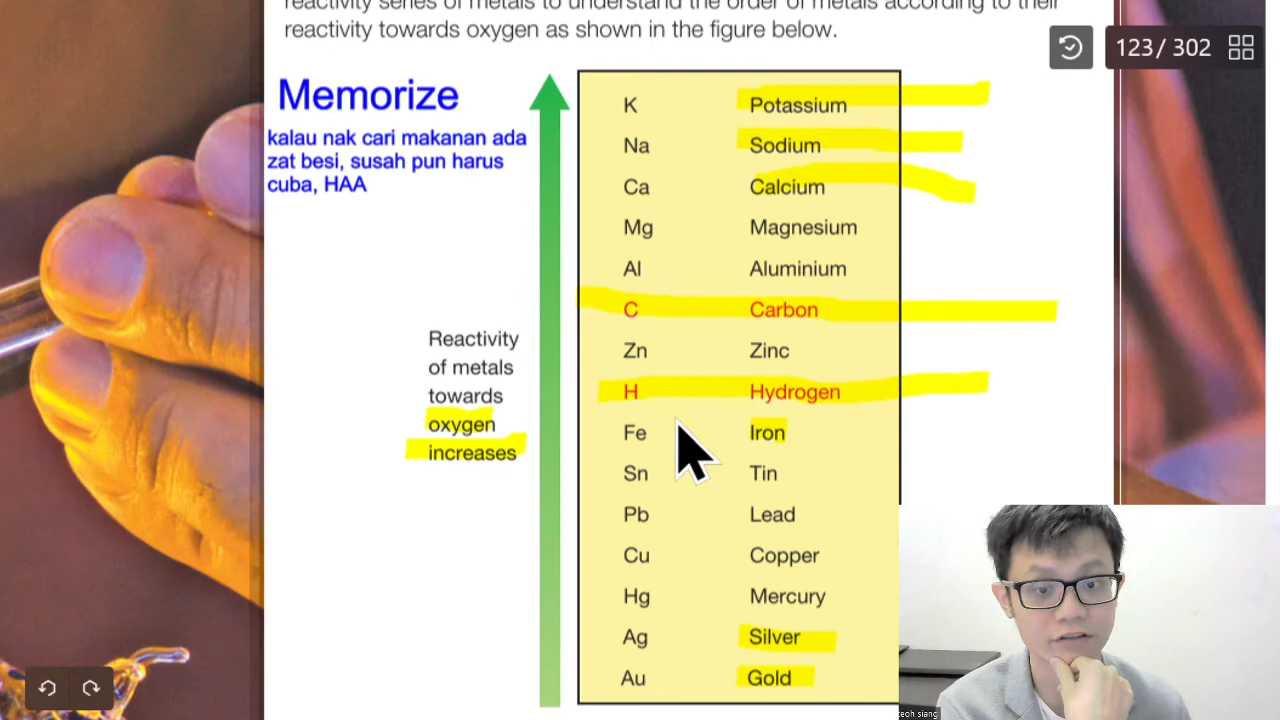 reactivity series of metals to understand the order of metals according to their
reactivity towards oxygen as shown in the figure below.
123 / 302
Memorize
kalau nak cari makanan ada
zat besi, susah pun harus
cuba, HAA
Reactivity
of metals
towards
oxygen
increases
K Potassium
Na Sodium
Ca Calcium
Mg Magnesium
Al Aluminium
C Carbon
Zn Zinc
H Hydrogen
Fe Iron
Sn Tin
Pb Lead
Cu Copper
Hg Mercury
Ag Silver
Au Gold
teoh siang